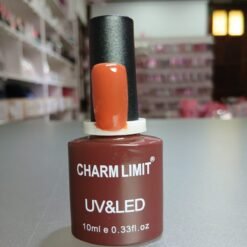 CHARM LIMIT®
UV&LED
10ml e 0.33fl.oz